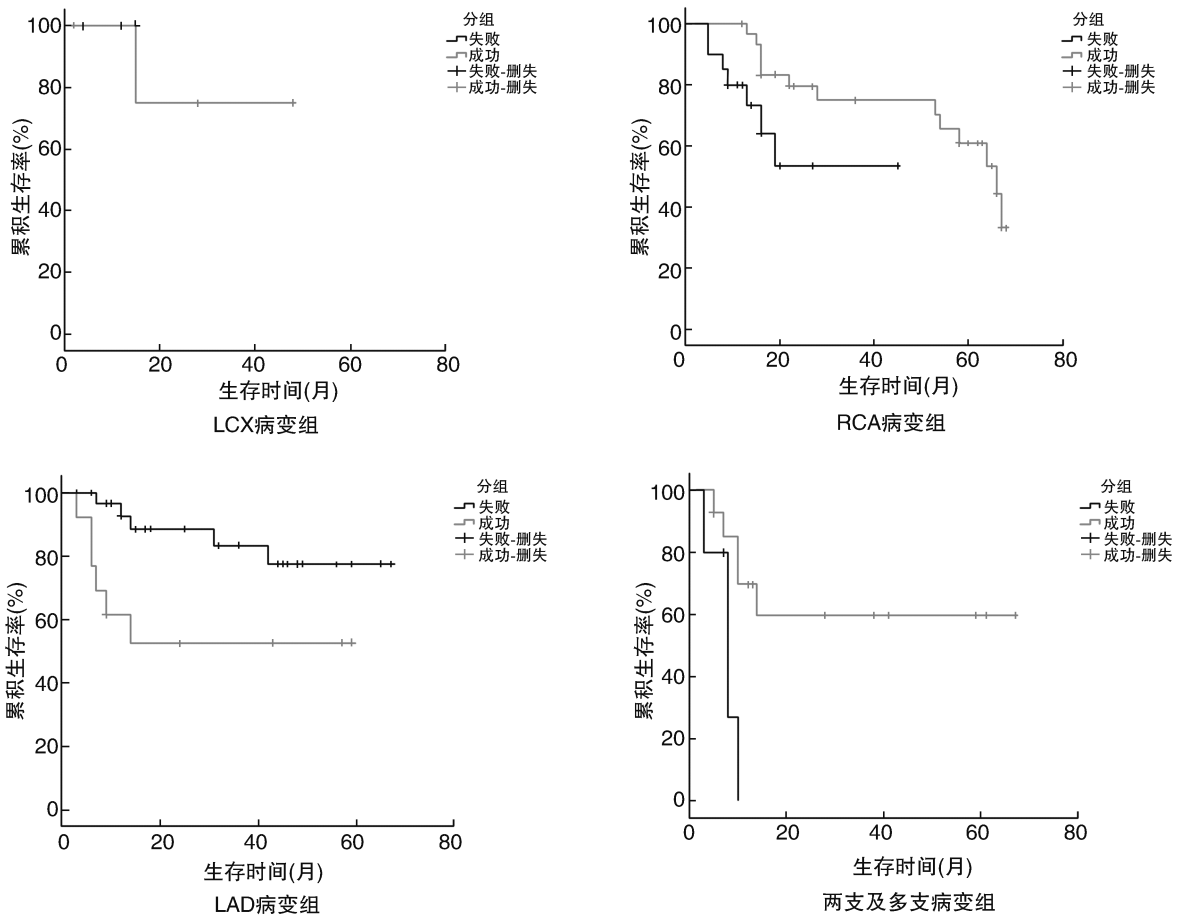 分组
失败
成功
失败-删失
成功-删失
100
80
60
40
20
0
累积生存率(%)
0 20 40 60 80
生存时间(月)
LCX病变组
分组
失败
成功
失败-删失
成功-删失
100
80
60
40
20
0
累积生存率(%)
0 20 40 60 80
生存时间(月)
RCA病变组
分组
失败
成功
失败-删失
成功-删失
100
80
60
40
20
0
累积生存率(%)
0 20 40 60 80
生存时间(月)
LAD病变组
分组
失败
成功
失败-删失
成功-删失
100
80
60
40
20
0
累积生存率(%)
0 20 40 60 80
生存时间(月)
两支及多支病变组